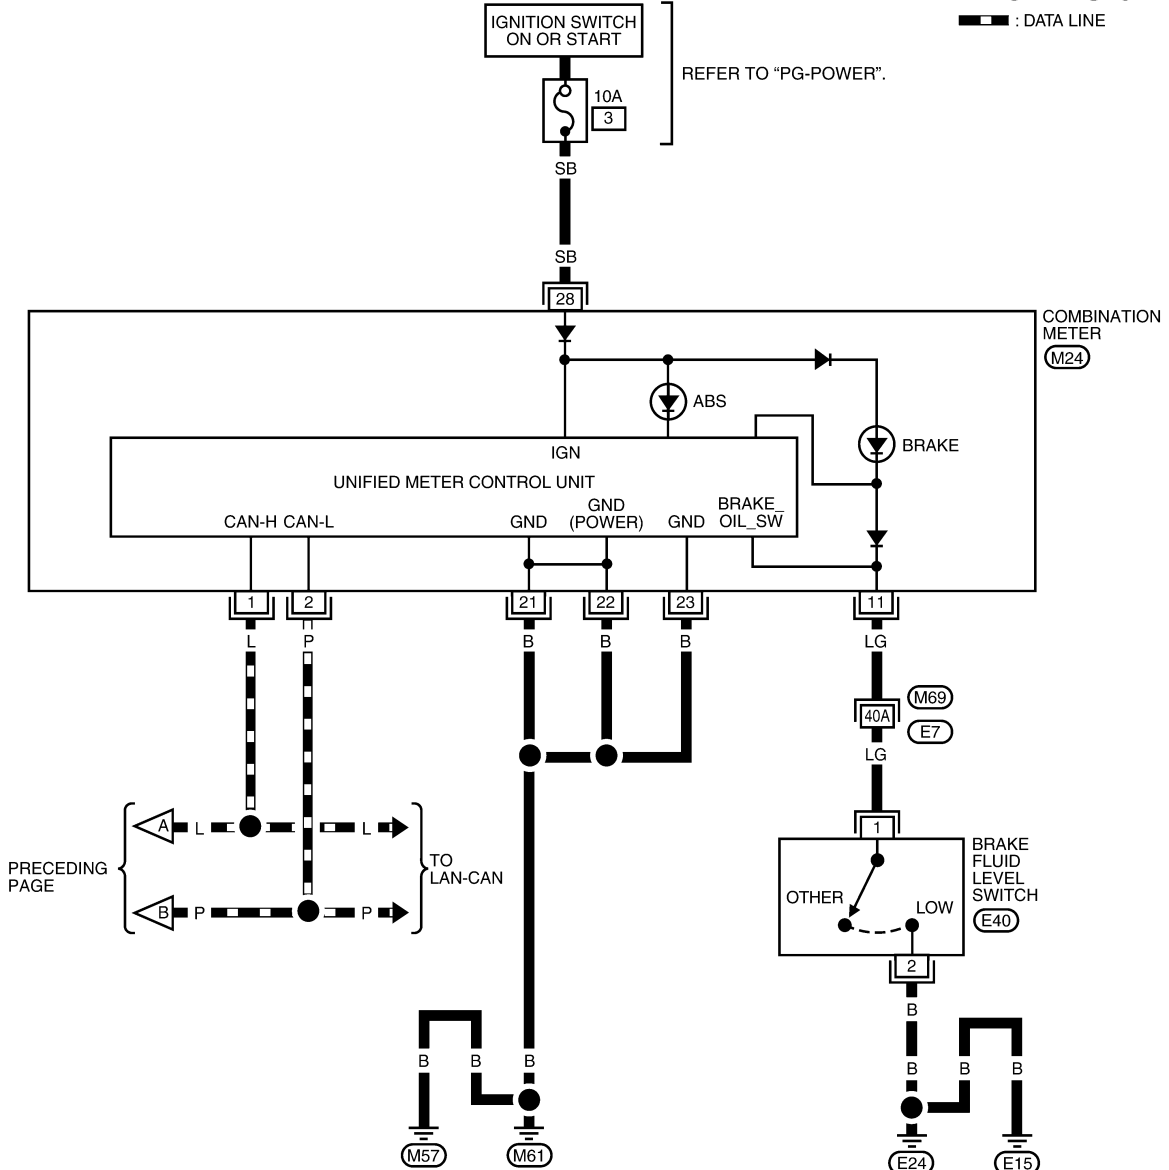 IGNITION SWITCH
ON OR START
: DATA LINE
REFER TO “PG-POWER”.
10A
3
SB
SB
28
COMBINATION
METER
M24
ABS
BRAKE
IGN
UNIFIED METER CONTROL UNIT
CAN-H CAN-L
GND
GND
(POWER)
GND
BRAKE_
OIL_SW
1
2
21
22
23
11
L
P
B
B
B
LG
M69
40A
E7
LG
1
A
L
L
PRECEDING
PAGE
TO
LAN-CAN
B
P
P
BRAKE
FLUID
LEVEL
SWITCH
E40
OTHER
LOW
2
B
B
B
B
B
B
B
M57
M61
E24
E15